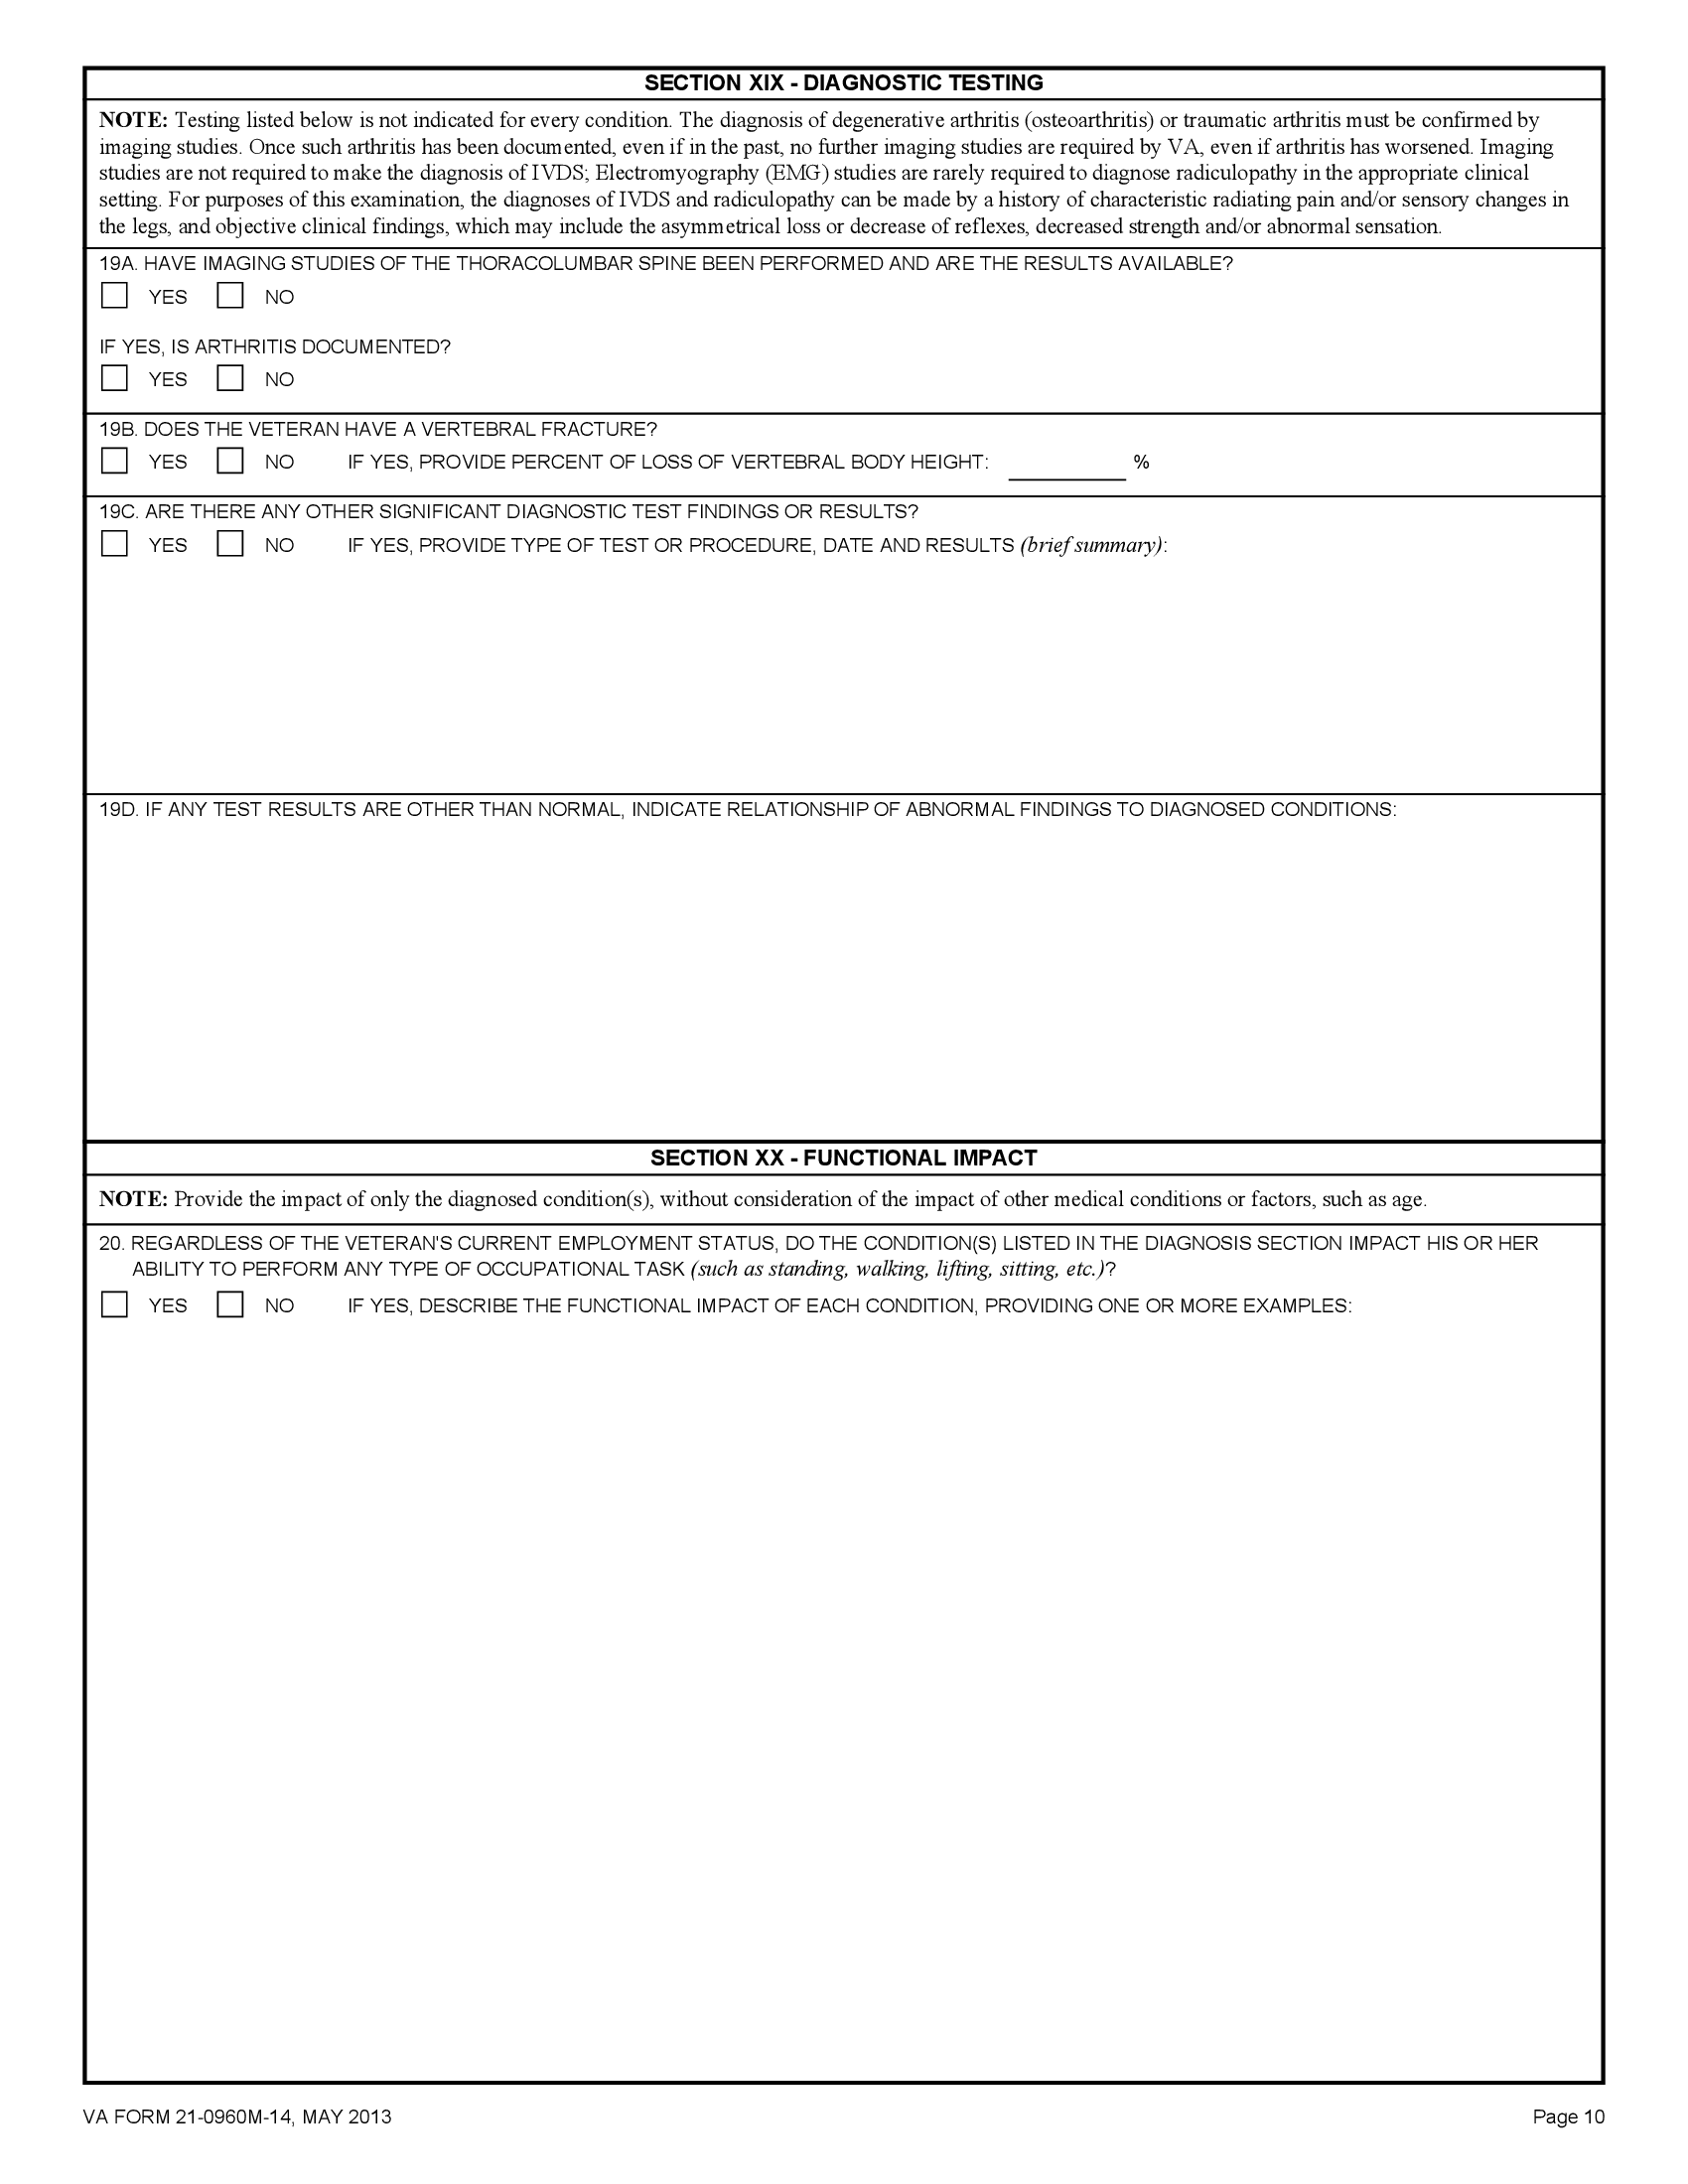 SECTION XIX - DIAGNOSTIC TESTING
NOTE: Testing listed below is not indicated for every condition. The diagnosis of degenerative arthritis (osteoarthritis) or traumatic arthritis must be confirmed by
imaging studies. Once such arthritis has been documented, even if in the past, no further imaging studies are required by VA, even if arthritis has worsened. Imaging
studies are not required to make the diagnosis of IVDS; Electromyography (EMG) studies are rarely required to diagnose radiculopathy in the appropriate clinical
setting. For purposes of this examination, the diagnoses of IVDS and radiculopathy can be made by a history of characteristic radiating pain and/or sensory changes in
the legs, and objective clinical findings, which may include the asymmetrical loss or decrease of reflexes, decreased strength and/or abnormal sensation.
19A. HAVE IMAGING STUDIES OF THE THORACOLUMBAR SPINE BEEN PERFORMED AND ARE THE RESULTS AVAILABLE?
YES NO
IF YES, IS ARTHRITIS DOCUMENTED?
YES NO
19B. DOES THE VETERAN HAVE A VERTEBRAL FRACTURE?
YES NO IF YES, PROVIDE PERCENT OF LOSS OF VERTEBRAL BODY HEIGHT: %
19C. ARE THERE ANY OTHER SIGNIFICANT DIAGNOSTIC TEST FINDINGS OR RESULTS?
YES NO IF YES, PROVIDE TYPE OF TEST OR PROCEDURE, DATE AND RESULTS (brief summary):
19D. IF ANY TEST RESULTS ARE OTHER THAN NORMAL, INDICATE RELATIONSHIP OF ABNORMAL FINDINGS TO DIAGNOSED CONDITIONS:
SECTION XX - FUNCTIONAL IMPACT
NOTE: Provide the impact of only the diagnosed condition(s), without consideration of the impact of other medical conditions or factors, such as age.
20. REGARDLESS OF THE VETERAN'S CURRENT EMPLOYMENT STATUS, DO THE CONDITION(S) LISTED IN THE DIAGNOSIS SECTION IMPACT HIS OR HER
ABILITY TO PERFORM ANY TYPE OF OCCUPATIONAL TASK (such as standing, walking, lifting, sitting, etc.)?
YES NO IF YES, DESCRIBE THE FUNCTIONAL IMPACT OF EACH CONDITION, PROVIDING ONE OR MORE EXAMPLES:
VA FORM 21-0960M-14, MAY 2013 Page 10